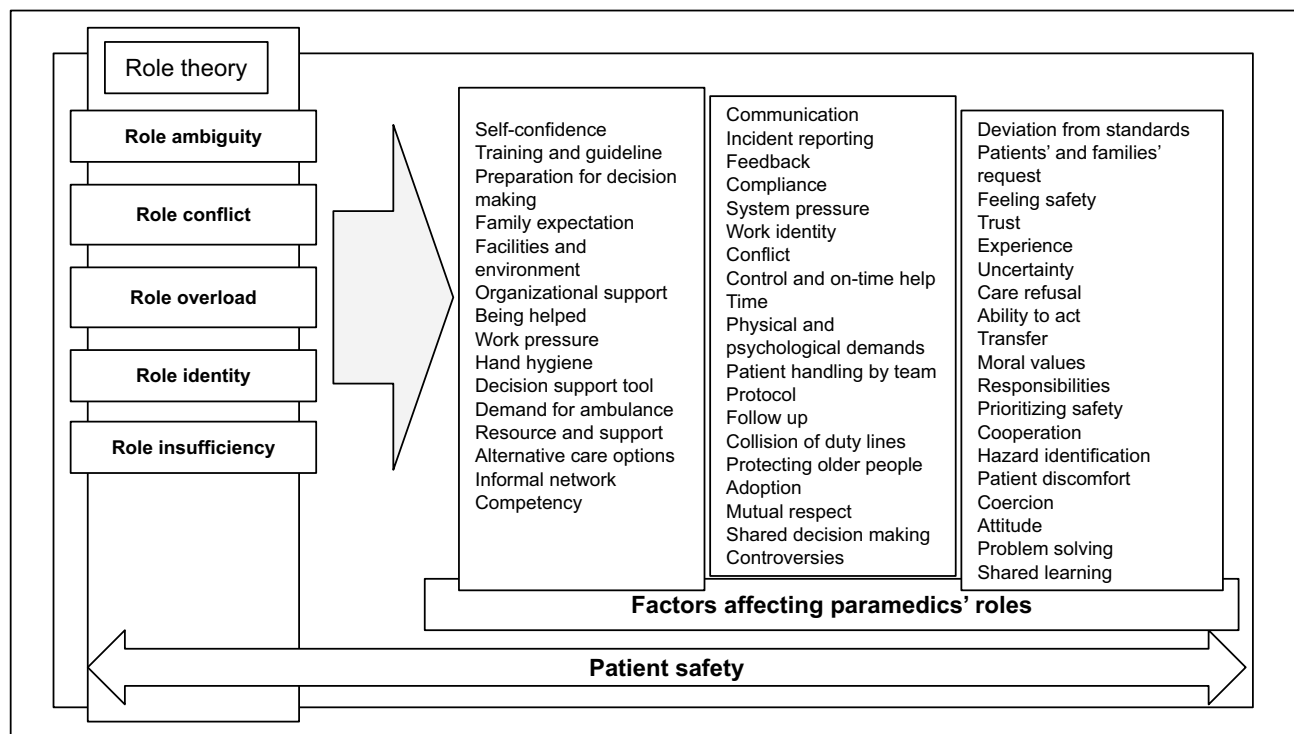 Role theory
Role ambiguity
Role conflict
Role overload
Role identity
Role insufficiency
Self-confidence
Training and guideline
Preparation for decision
making
Family expectation
Facilities and
environment
Organizational support
Being helped
Work pressure
Hand hygiene
Decision support tool
Demand for ambulance
Resource and support
Alternative care options
Informal network
Competency
Communication
Incident reporting
Feedback
Compliance
System pressure
Work identity
Conflict
Control and on-time help
Time
Physical and
psychological demands
Patient handling by team
Protocol
Follow up
Collision of duty lines
Protecting older people
Adoption
Mutual respect
Shared decision making
Controversies
Deviation from standards
Patients’ and families’
request
Feeling safety
Trust
Experience
Uncertainty
Care refusal
Ability to act
Transfer
Moral values
Responsibilities
Prioritizing safety
Cooperation
Hazard identification
Patient discomfort
Coercion
Attitude
Problem solving
Shared learning
Factors affecting paramedics’ roles
Patient safety